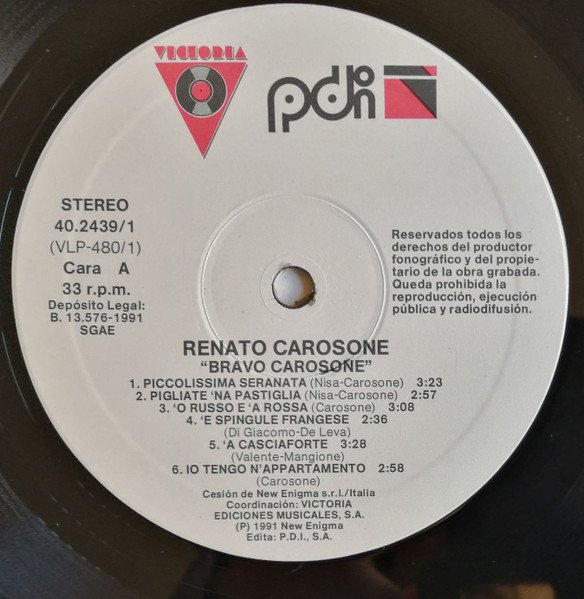 VICTORIA
pdi
STEREO
40.2439/1
(VLP-480/1)
Cara A
33 r.p.m.
Depósito Legal:
B. 13.576-1991
SGAE
Reservados todos los
derechos del productor
fonográfico y del propie-
tario de la obra grabada.
Queda prohibida la
reproducción, ejecución
pública y radiodifusión.
RENATO CAROSONE
“BRAVO CAROSONE”
1. PICCOLISSIMA SERANATA (Nisa-Carosone) 3:23
2. PIGLIATE ‘NA PASTIGLIA (Nisa-Carosone) 2:57
3. ‘O RUSSO E ‘A ROSSA (Carosone) 3:08
4. ‘E SPINGULE FRANGESE 2:36
(Di Giacomo-De Leva)
5. ‘A CASCIAFORTE 3:28
(Valente-Mangione)
6. IO TENGO N’APPARTAMENTO 2:58
(Carosone)
Cesión de New Enigma s.r.l./Italia
Coordinación: VICTORIA
EDICIONES MUSICALES, S.A.
(P) 1991 New Enigma
Edita: P.D.I., S.A.